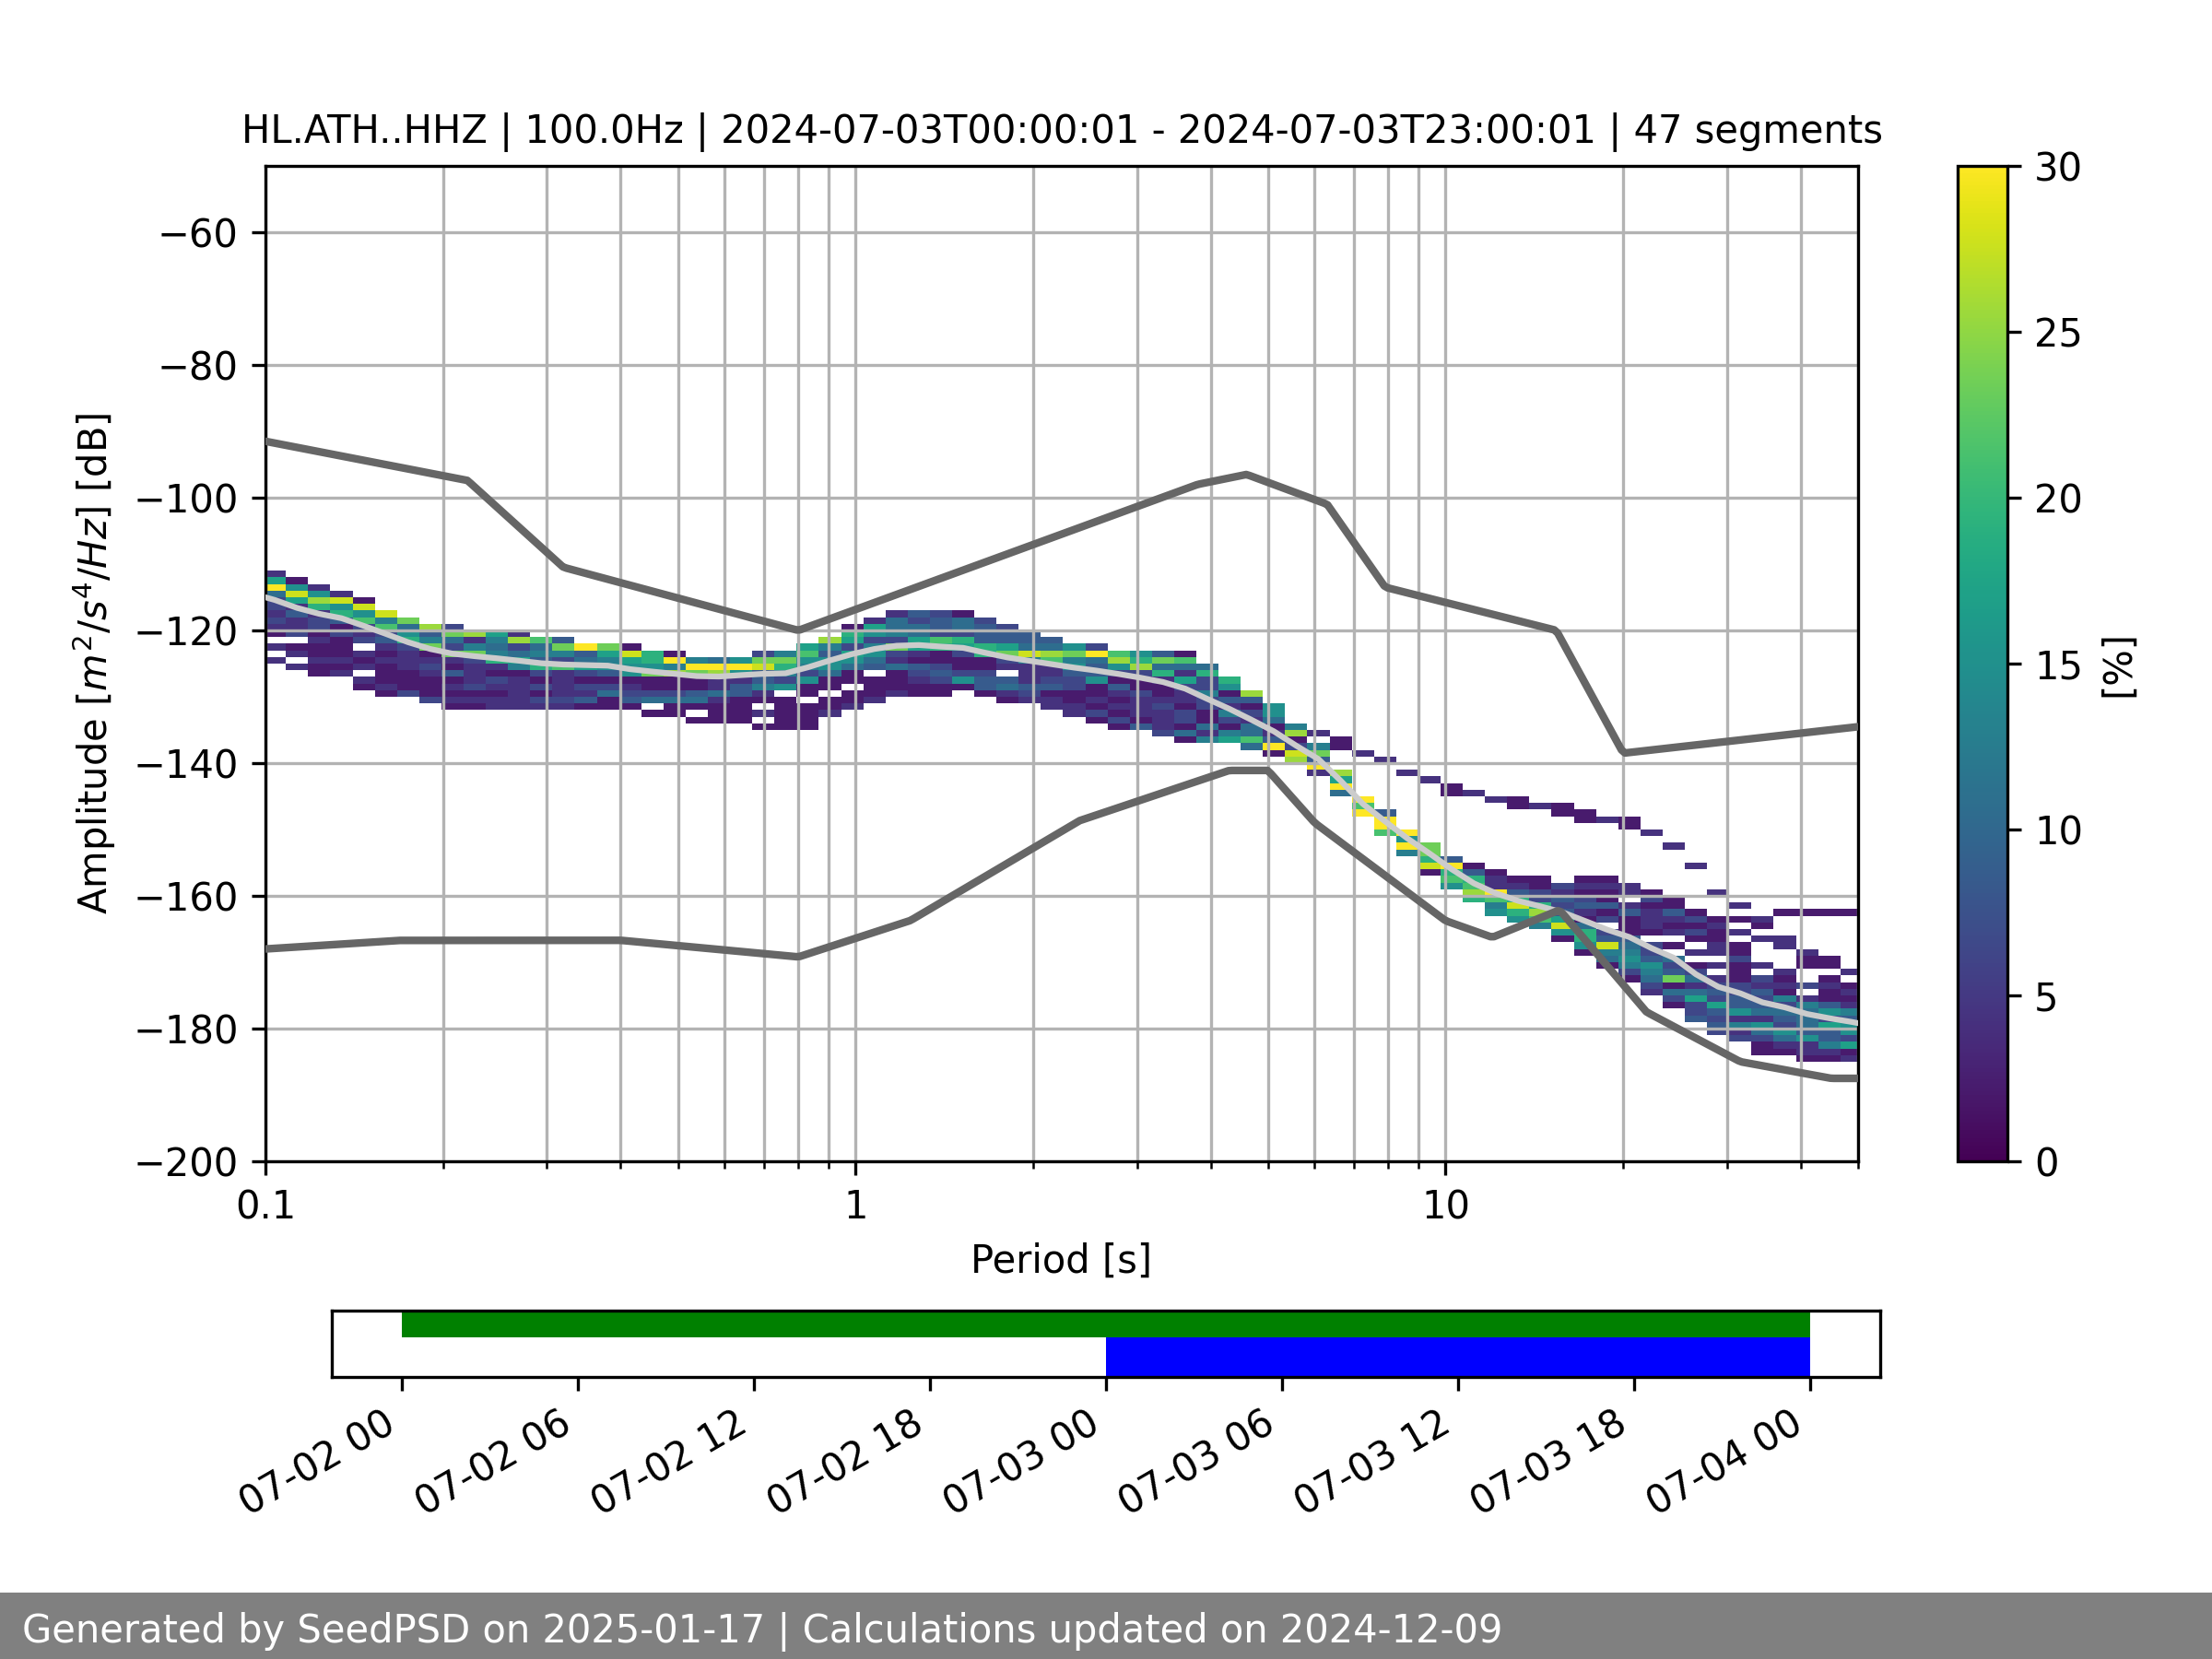 HL.ATH..HHZ | 100.0Hz | 2024-07-03T00:00:01 - 2024-07-03T23:00:01 | 47 segments
Amplitude [m²/s⁴/Hz] [dB]
−60
−80
−100
−120
−140
−160
−180
−200
0.1 1 10
Period [s]
30
25
20
15
10
5
0
[%]
07-02 00 07-02 06 07-02 12 07-02 18 07-03 00 07-03 06 07-03 12 07-03 18 07-04 00
Generated by SeedPSD on 2025-01-17 | Calculations updated on 2024-12-09